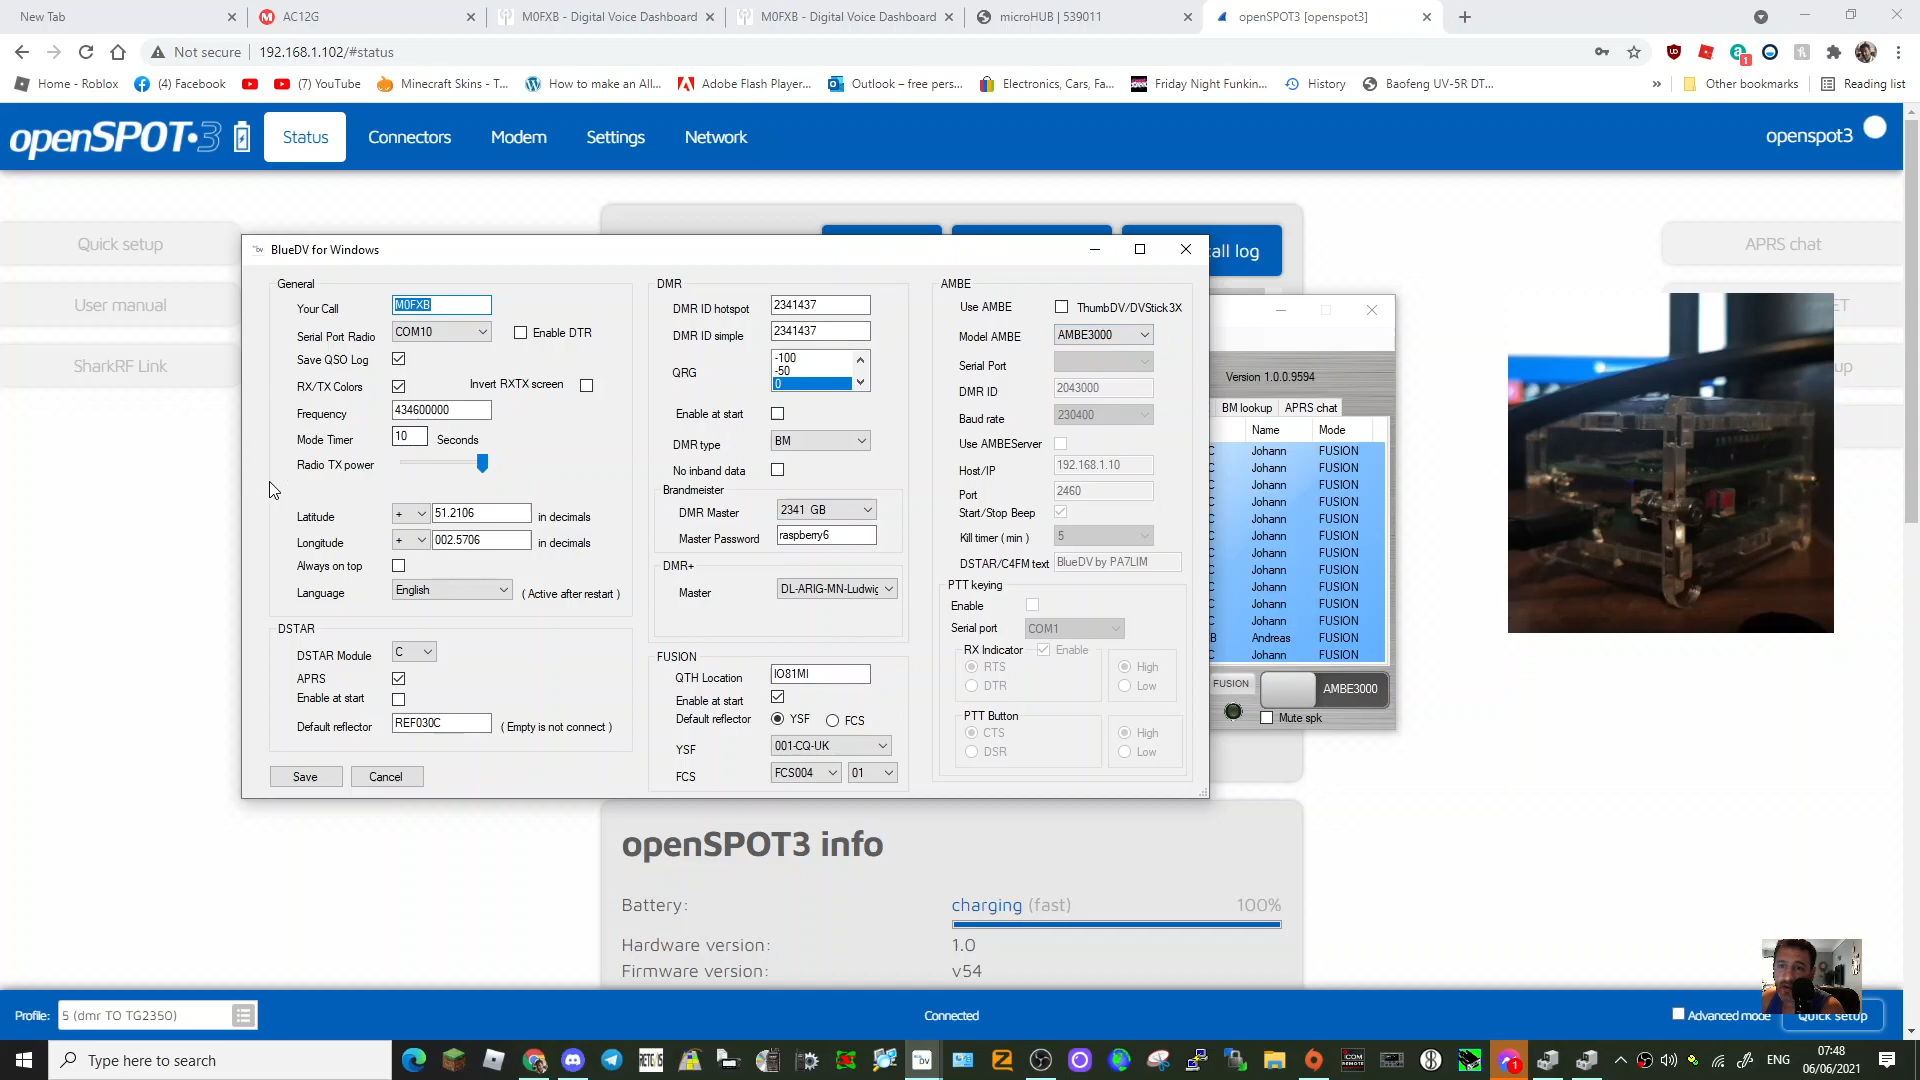 New Tab
AC12G
M0FXB - Digital Voice Dashboard
M0FXB - Digital Voice Dashboard
microHUB | 539011
openSPOT3 [openspot3]
Not secure
192.168.1.102/#status
Home - Roblox
(4) Facebook
(7) YouTube
Minecraft Skins - T...
How to make an All...
Adobe Flash Player...
Outlook – free pers...
Electronics, Cars, Fa...
Friday Night Funkin...
History
Baofeng UV-5R DT...
»
Other bookmarks
Reading list
openSPOT•3
Status
Connectors
Modem
Settings
Network
openspot3
Quick setup
User manual
SharkRF Link
APRS chat
all log
BlueDV for Windows
General
Your Call
M0FXB
Serial Port Radio
COM10
Enable DTR
Save QSO Log
RX/TX Colors
Invert RXTX screen
Frequency
434600000
Mode Timer
10
Seconds
Radio TX power
Latitude
+
51.2106
in decimals
Longitude
+
002.5706
in decimals
Always on top
Language
English
( Active after restart )
DSTAR
DSTAR Module
C
APRS
Enable at start
Default reflector
REF030C
( Empty is not connect )
Save
Cancel
DMR
DMR ID hotspot
2341437
DMR ID simple
2341437
QRG
-100
-50
0
Enable at start
DMR type
BM
No inband data
Brandmeister
DMR Master
2341 GB
Master Password
raspberry6
DMR+
Master
DL-ARIG-MN-Ludwig
FUSION
QTH Location
IO81MI
Enable at start
Default reflector
YSF
FCS
YSF
001-CQ-UK
FCS
FCS004
01
AMBE
Use AMBE
ThumbDV/DVStick3X
Model AMBE
AMBE3000
Serial Port
DMR ID
2043000
Baud rate
230400
Use AMBEServer
Host/IP
192.168.1.10
Port
2460
Start/Stop Beep
Kill timer ( min )
5
DSTAR/C4FM text
BlueDV by PA7LIM
PTT keying
Enable
Serial port
COM1
RX Indicator
Enable
RTS
DTR
High
Low
PTT Button
CTS
DSR
High
Low
Version 1.0.0.9594
BM lookup
APRS chat
Name
Mode
C Johann FUSION
C Johann FUSION
C Johann FUSION
C Johann FUSION
C Johann FUSION
C Johann FUSION
C Johann FUSION
C Johann FUSION
C Johann FUSION
C Johann FUSION
C Johann FUSION
B Andreas FUSION
C Johann FUSION
FUSION
AMBE3000
Mute spk
openSPOT3 info
Battery:
charging (fast)
100%
Hardware version:
1.0
Firmware version:
v54
Profile:
5 (dmr TO TG2350)
Connected
Advanced mode
Quick setup
Type here to search
ENG
07:48
06/06/2021